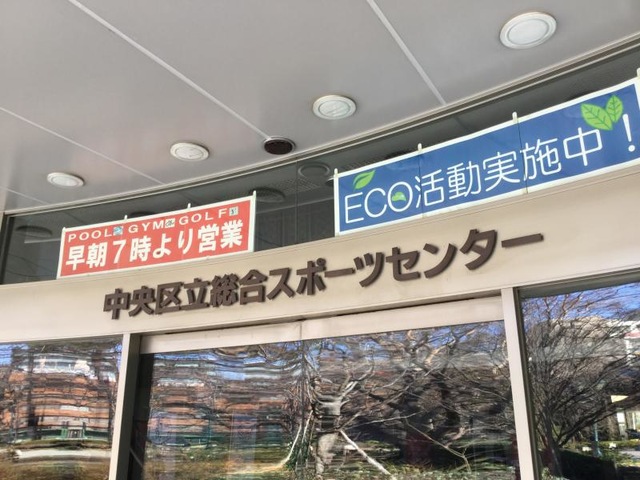 POOL GYM GOLF
早朝7時より営業
ECO活動実施中!
中央区立総合スポーツセンター